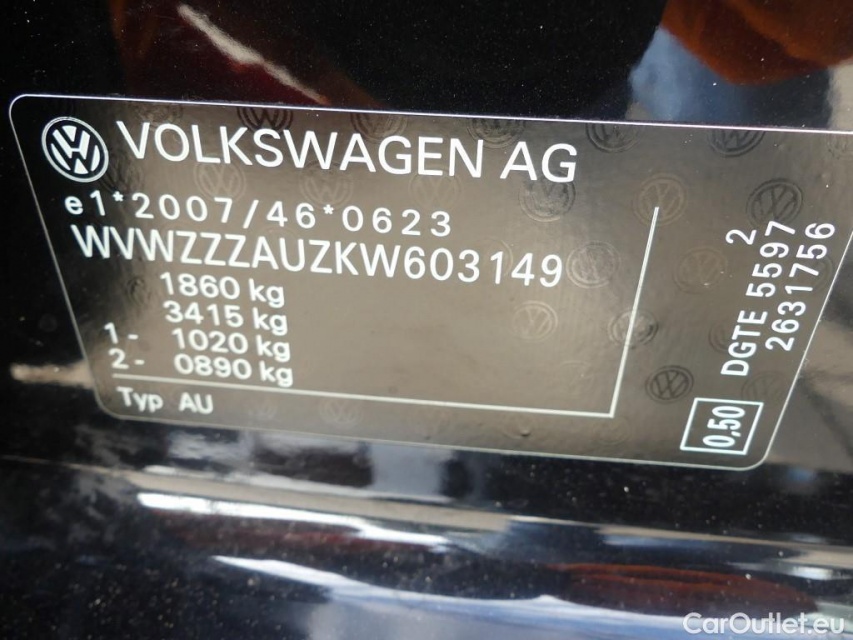 VOLKSWAGEN AG
e1*2007/46*0623
WVWZZZAUZKW603149
1860 kg
3415 kg
1- 1020 kg
2- 0890 kg
Typ AU
2
DGTE 5597
2631756
0,50
CarOutlet.eu